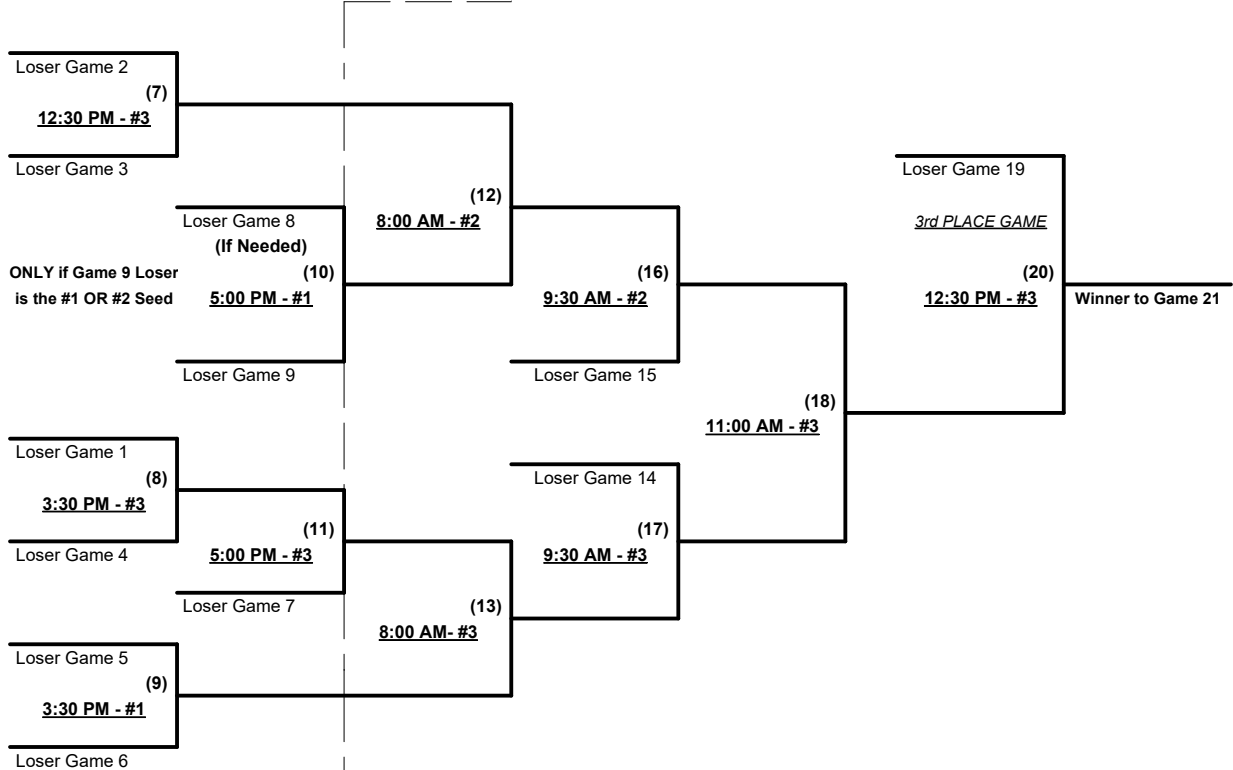 Loser Game 2
(7)
12:30 PM - #3
Loser Game 3
Loser Game 8
(If Needed)
ONLY if Game 9 Loser
is the #1 OR #2 Seed
(10)
5:00 PM - #1
Loser Game 9
(12)
8:00 AM - #2
(16)
9:30 AM - #2
Loser Game 15
Loser Game 19
3rd PLACE GAME
(20)
12:30 PM - #3
Winner to Game 21
(18)
11:00 AM - #3
Loser Game 1
(8)
3:30 PM - #3
Loser Game 4
(11)
5:00 PM - #3
Loser Game 7
Loser Game 14
(17)
9:30 AM - #3
(13)
8:00 AM- #3
Loser Game 5
(9)
3:30 PM - #1
Loser Game 6